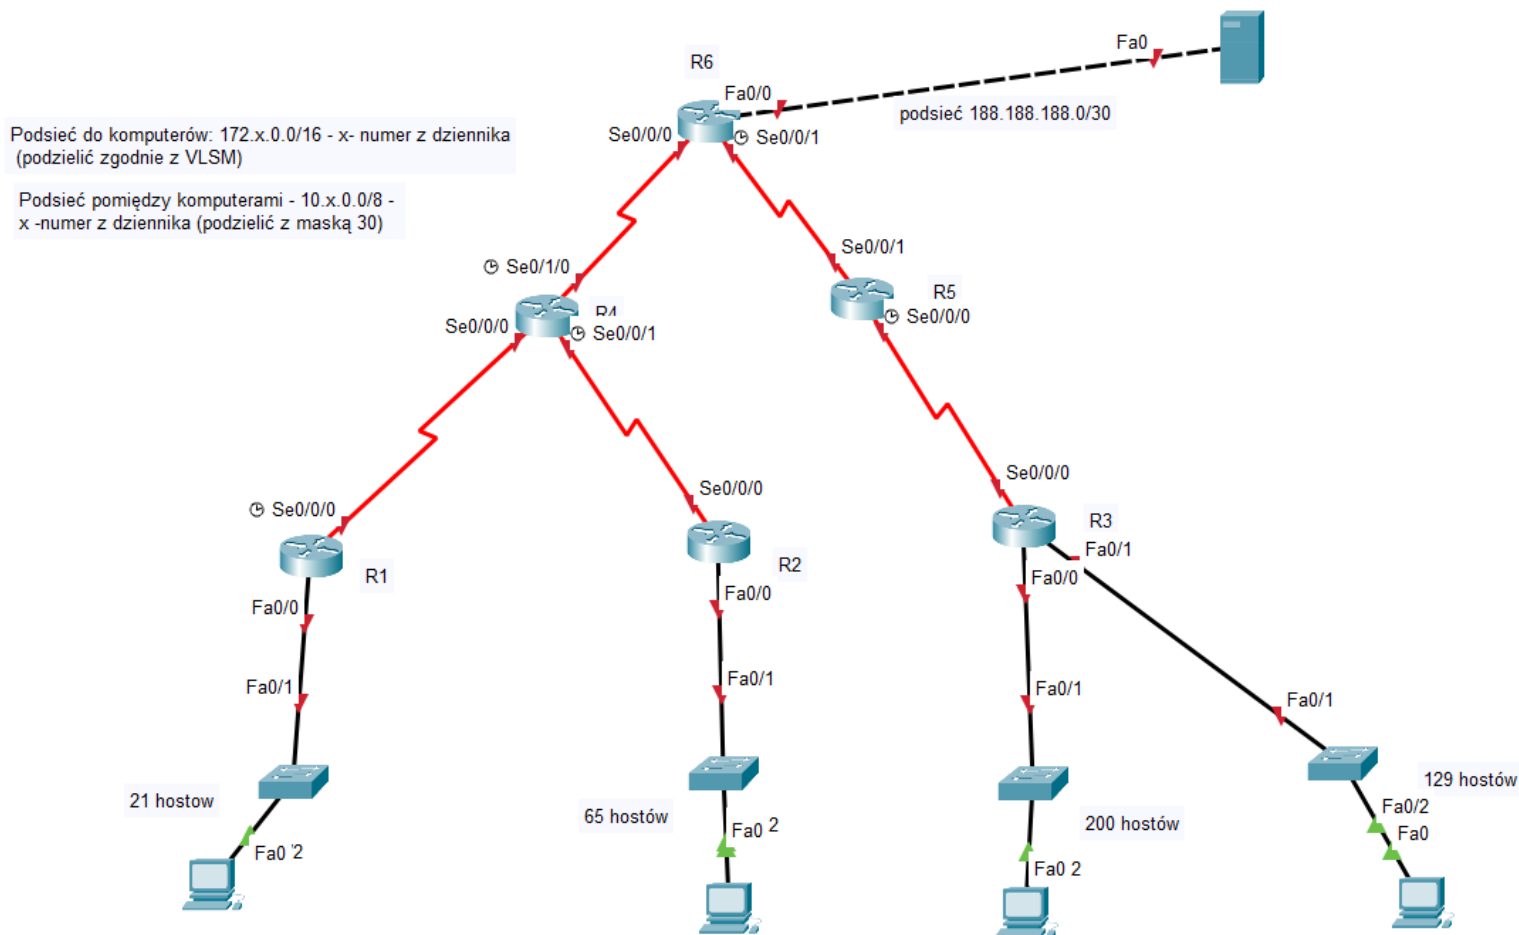 Fa0
R6
Fa0/0
podsieć 188.188.188.0/30
Podsieć do komputerów: 172.x.0.0/16 - x- numer z dziennika
(podzielić zgodnie z VLSM)
Se0/0/0
Se0/0/1
Podsieć pomiędzy komputerami - 10.x.0.0/8 -
x -numer z dziennika (podzielić z maską 30)
Se0/0/1
Se0/1/0
R5
R4
Se0/0/0
Se0/0/0
Se0/0/1
Se0/0/0
Se0/0/0
Se0/0/0
R3
Fa0/1
R2
R1
Fa0/0
Fa0/0
Fa0/0
Fa0/1
Fa0/1
Fa0/1
Fa0/1
129 hostów
21 hostow
65 hostów
200 hostów
Fa0/2
Fa0
Fa0 2
Fa0 '2
Fa0 2